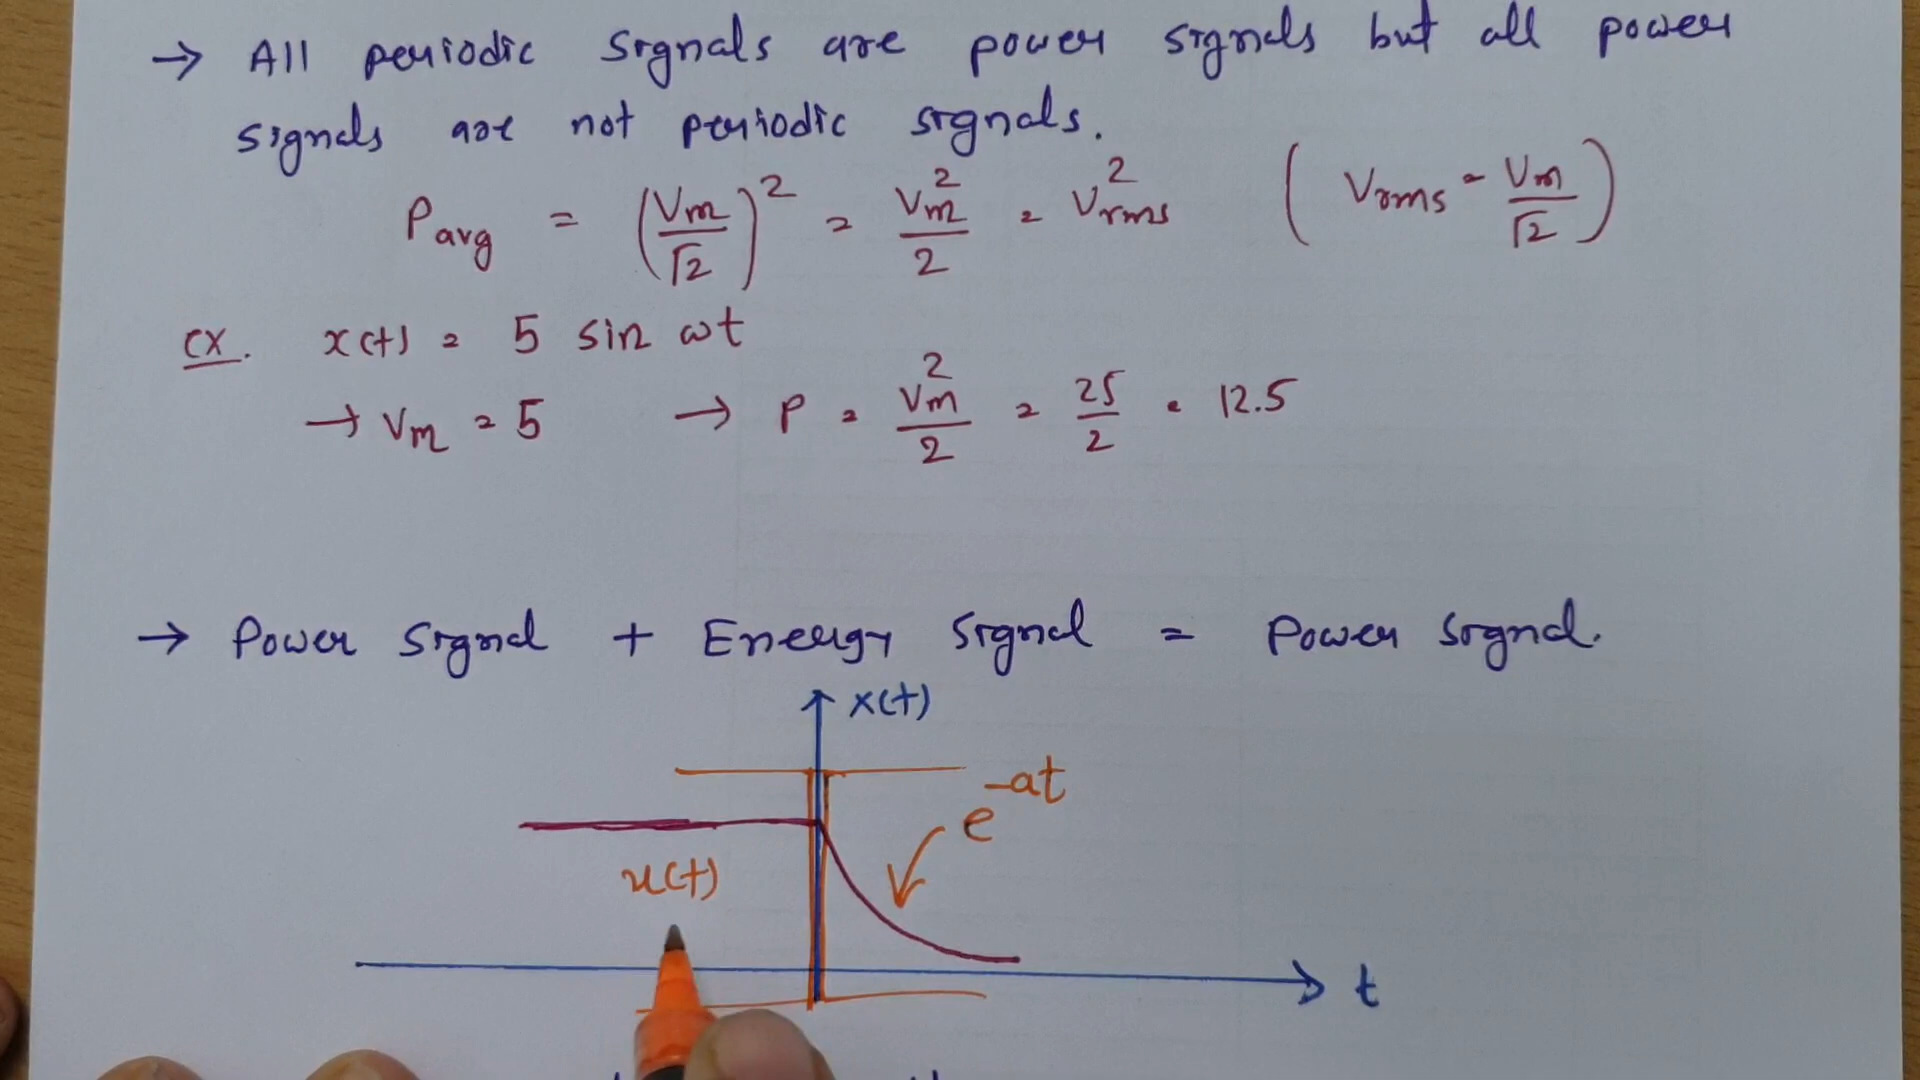 → All periodic signals are power signals but all power
signals are not periodic signals.
Pavg = (Vm/√2)² = Vm²/2 = Vrms² (Vrms = Vm/√2)
ex. x(t) = 5 sin ωt
→ Vm = 5 → P = Vm²/2 = 25/2 = 12.5
→ Power Signal + Energy Signal = Power Signal.
x(t)
e^-at
u(t)
t